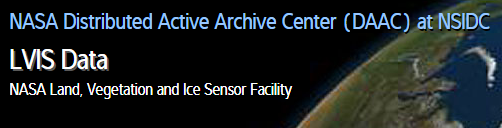 NASA Distributed Active Archive Center (DAAC) at NSIDC
LVIS Data
NASA Land, Vegetation and Ice Sensor Facility